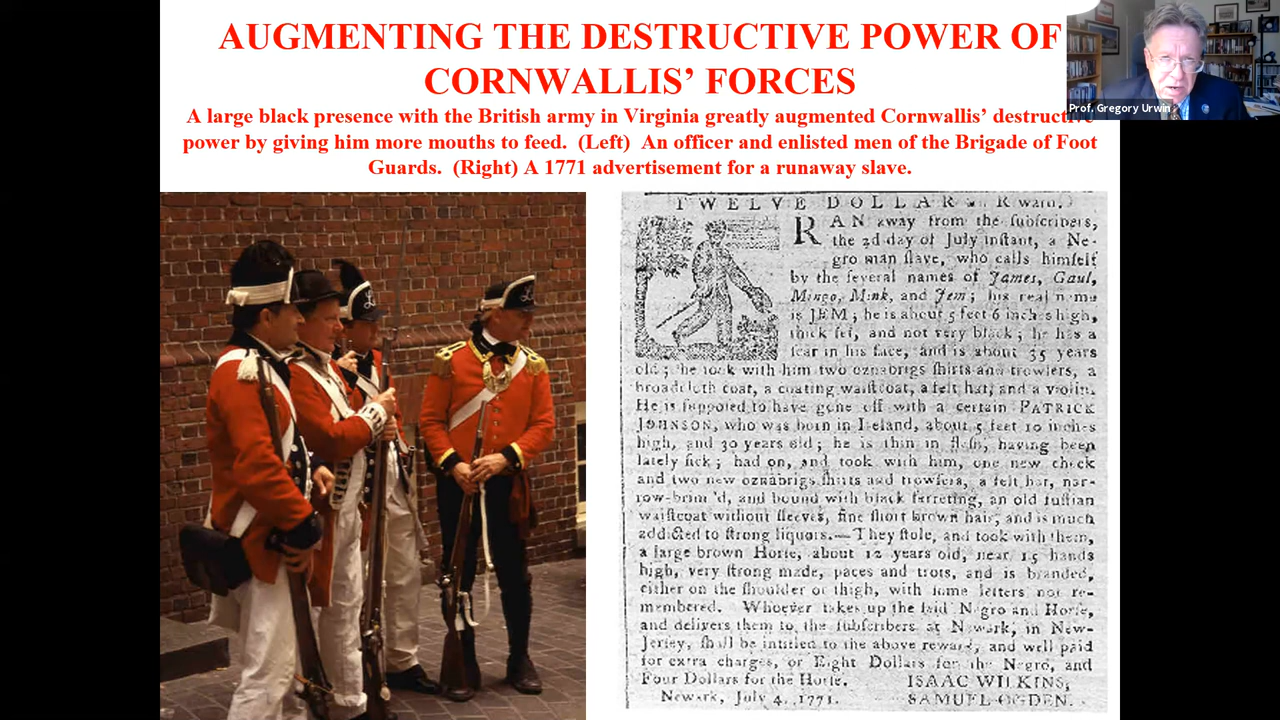 AUGMENTING THE DESTRUCTIVE POWER OF
CORNWALLIS’ FORCES
A large black presence with the British army in Virginia greatly augmented Cornwallis’ destructive
power by giving him more mouths to feed. (Left) An officer and enlisted men of the Brigade of Foot
Guards. (Right) A 1771 advertisement for a runaway slave.
Prof. Gregory Urwin
TWELVE DOLLARS
RAN away from the ſubſcribers,
the 2d day of July inſtant, a Ne-
gro man ſlave, who calls himſelf
by the ſeveral names of James, Gaul,
Mingo, Mink, and Jem; his real name
is JEM; he is about 5 feet 6 inches high,
thick ſet, and not very black; he has a
ſcar in his face, and is about 35 years
old; he took with him two oznabrigs ſhirts and trowſers, a
broadcloth coat, a coating waiſtcoat, a felt hat, and a violin.
He is ſuppoſed to have gone off with a certain PATRICK
JOHNSON, who was born in Ireland, about 5 feet 10 inches
high, and 30 years old; he is thin in fleſh, having been
lately ſick; had on, and took with him, one new check
and two new oznabrigs ſhirts and trowſers, a felt hat, nar-
row-brim'd, and bound with black ferreting, an old fuſtian
waiſtcoat without ſleeves, fine ſhort brown hair, and is much
addicted to ſtrong liquors.—They ſtole, and took with them,
a large brown Horſe, about 12 years old, near 15 hands
high, very ſtrong made, paces and trots, and is branded,
either on the ſhoulder or thigh, with ſome letters not re-
membered. Whoever takes up the ſaid Negro and Horſe,
and delivers them to the ſubſcribers at Newark, in New-
Jerſey, ſhall be intitled to the above reward, and well paid
for extra charges, or Eight Dollars for the Negro, and
Four Dollars for the Horſe. ISAAC WILKINS,
Newark, July 4, 1771. SAMUEL OGDEN.